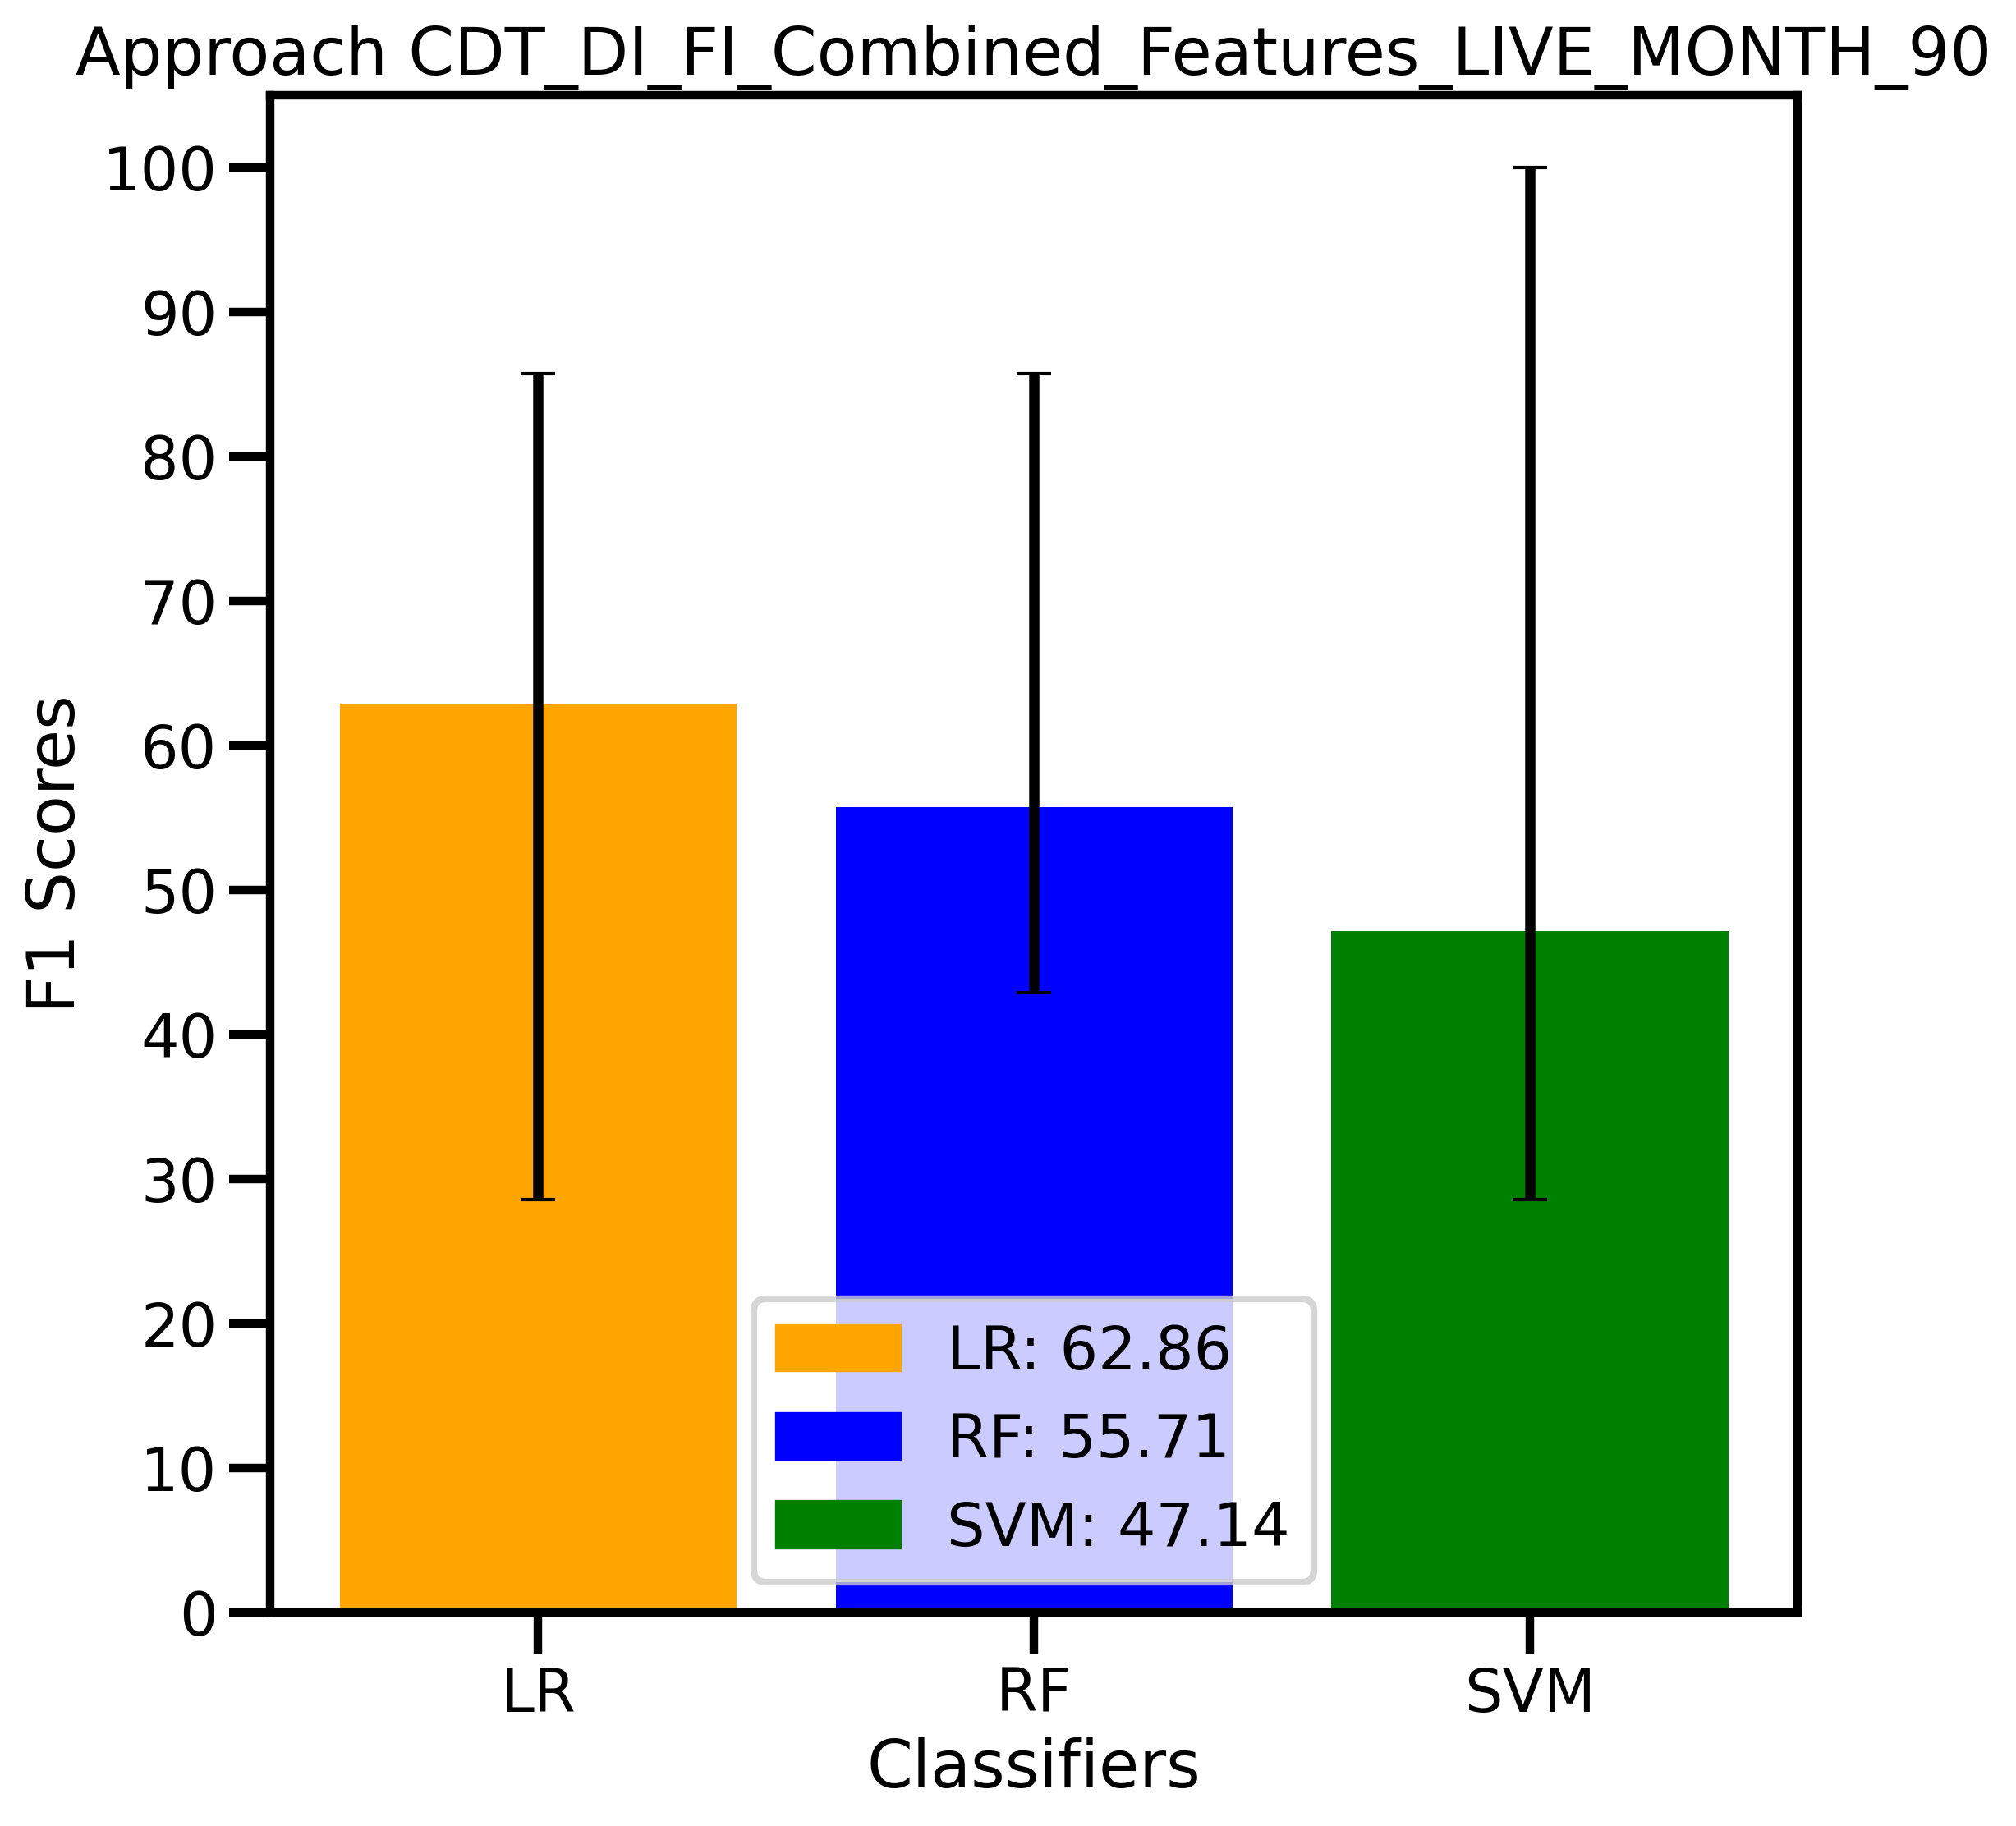 Approach CDT_DI_FI_Combined_Features_LIVE_MONTH_90
F1 Scores
100
90
80
70
60
50
40
30
20
10
0
LR: 62.86
RF: 55.71
SVM: 47.14
LR RF SVM
Classifiers